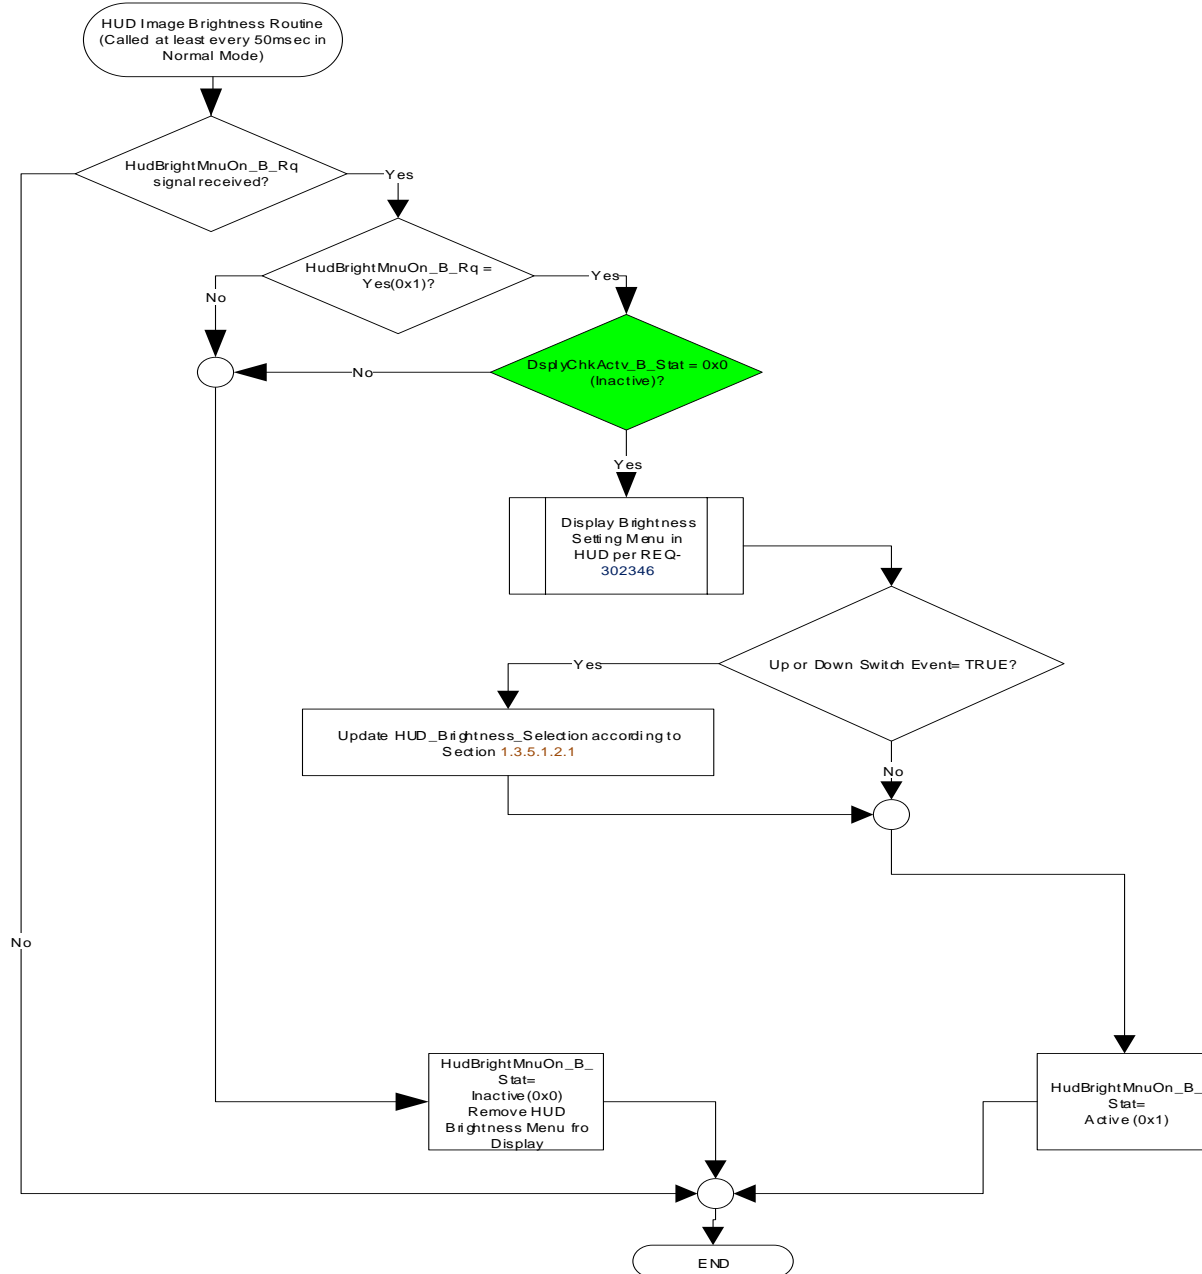 HUD Image Brightness Routine
(Called at least every 50msec in
Normal Mode)
HudBrightMnuOn_B_Rq
signal received?
Yes
HudBrightMnuOn_B_Rq =
Yes(0x1)?
No
Yes
DsplyChkActv_B_Stat = 0x0
(Inactive)?
No
Yes
Display Brightness
Setting Menu in
HUD per REQ-
302346
Up or Down Switch Event= TRUE?
Yes
Update HUD_Brightness_Selection according to
Section 1.3.5.1.2.1
No
No
HudBrightMnuOn_B_
Stat=
Inactive(0x0)
Remove HUD
Brightness Menu fro
Display
HudBrightMnuOn_B_
Stat=
Active (0x1)
END